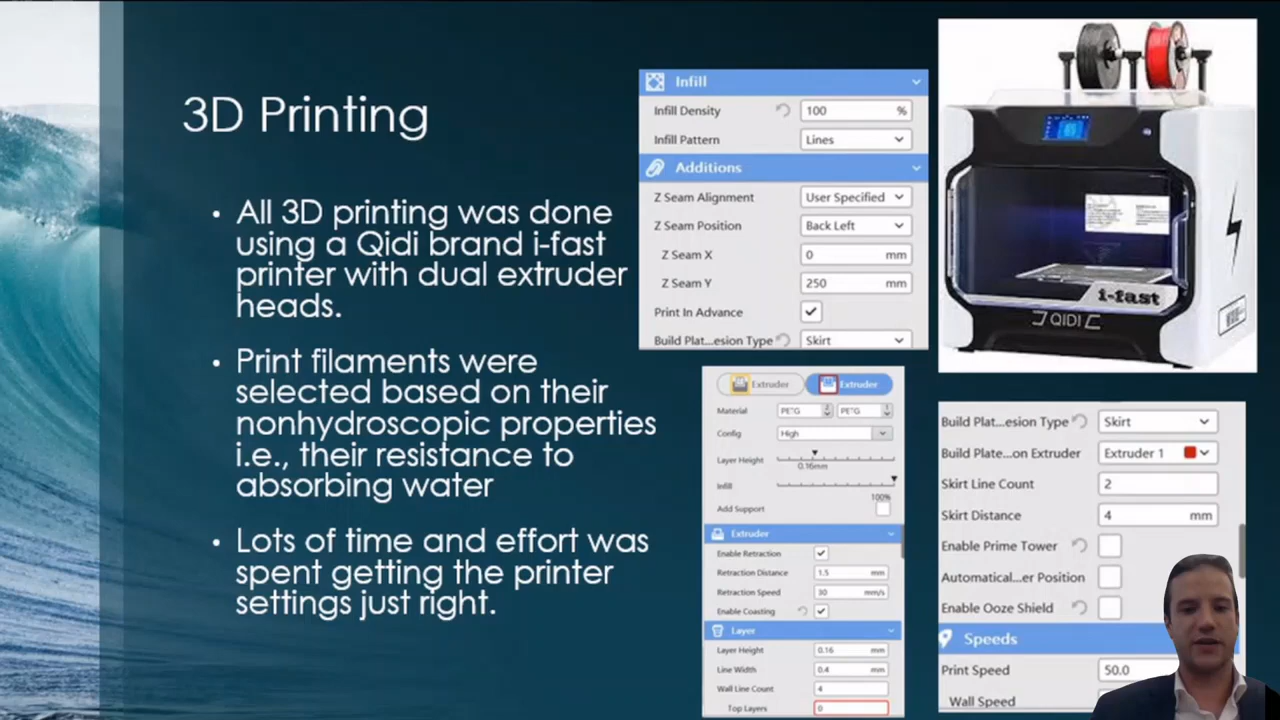 3D Printing
• All 3D printing was done
using a Qidi brand i-fast
printer with dual extruder
heads.
• Print filaments were
selected based on their
nonhydroscopic properties
i.e., their resistance to
absorbing water
• Lots of time and effort was
spent getting the printer
settings just right.
Infill
Infill Density 100 %
Infill Pattern Lines
Additions
Z Seam Alignment User Specified
Z Seam Position Back Left
Z Seam X 0 mm
Z Seam Y 250 mm
Print In Advance
Build Plat...esion Type Skirt
Extruder Extruder
Material PETG PETG
Config High
Layer Height
0.16mm
Infill
100%
Add Support
Extruder
Enable Retraction
Retraction Distance 1.5 mm
Retraction Speed 30 mm/s
Enable Coasting
Layer
Layer Height 0.16 mm
Line Width 0.4 mm
Wall Line Count 4
Top Layers 0
i-fast
QIDI
Build Plat...esion Type Skirt
Build Plate...on Extruder Extruder 1
Skirt Line Count 2
Skirt Distance 4 mm
Enable Prime Tower
Automatical...er Position
Enable Ooze Shield
Speeds
Print Speed 50.0
Wall Speed